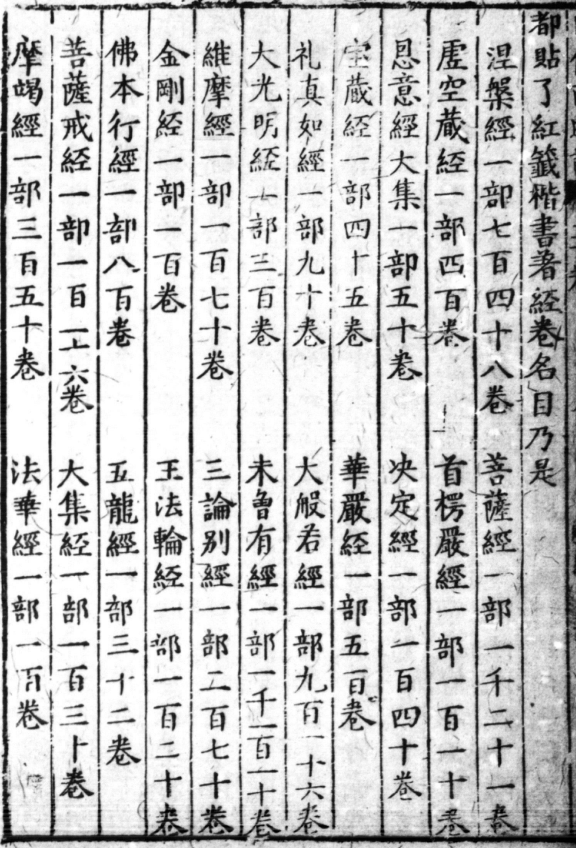 都貼了紅籤楷書著經卷名目乃是
涅槃經一部七百四十八卷　菩薩經一部一千二十一卷
虛空藏經一部四百卷　首楞嚴經一部一百一十卷
恩意經大集一部五十卷　决定經一部一百四十卷
宝藏經一部四十五卷　華嚴經一部五百卷
礼真如經一部九十卷　大般若經一部九百一十六卷
大光明經一部三百卷　未曾有經一部一千一百一十卷
維摩經一部一百七十卷　三論别經一部二百七十卷
金剛經一部一百卷　王法輪經一部一百二十卷
佛本行經一部八百卷　五龍經一部三十二卷
菩薩戒經一部一百一十六卷　大集經一部一百三十卷
摩竭經一部三百五十卷　法華經一部一百卷